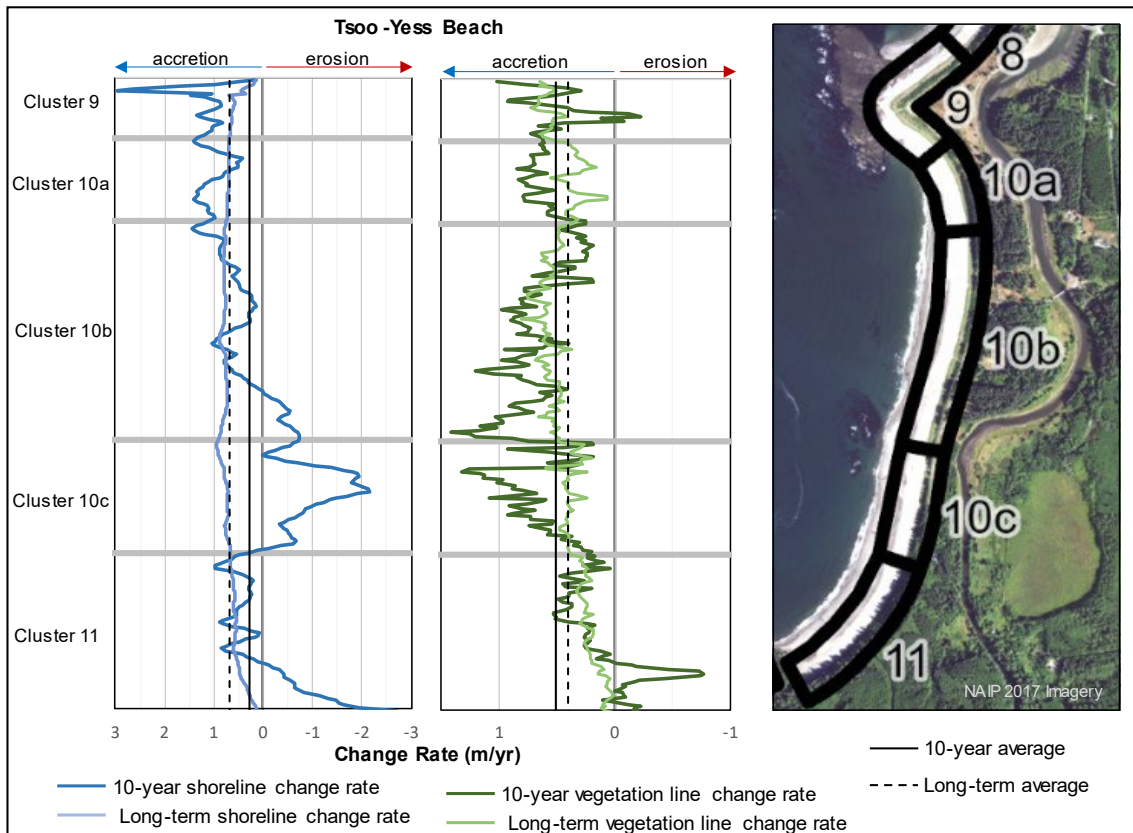 Tsoo -Yess Beach
accretion erosion
accretion erosion
Cluster 9
Cluster 10a
Cluster 10b
Cluster 10c
Cluster 11
3 2 1 0 -1 -2 -3
1 0 -1
Change Rate (m/yr)
8
9
10a
10b
10c
11
NAIP 2017 Imagery
10-year shoreline change rate
Long-term shoreline change rate
10-year vegetation line change rate
Long-term vegetation line change rate
10-year average
Long-term average